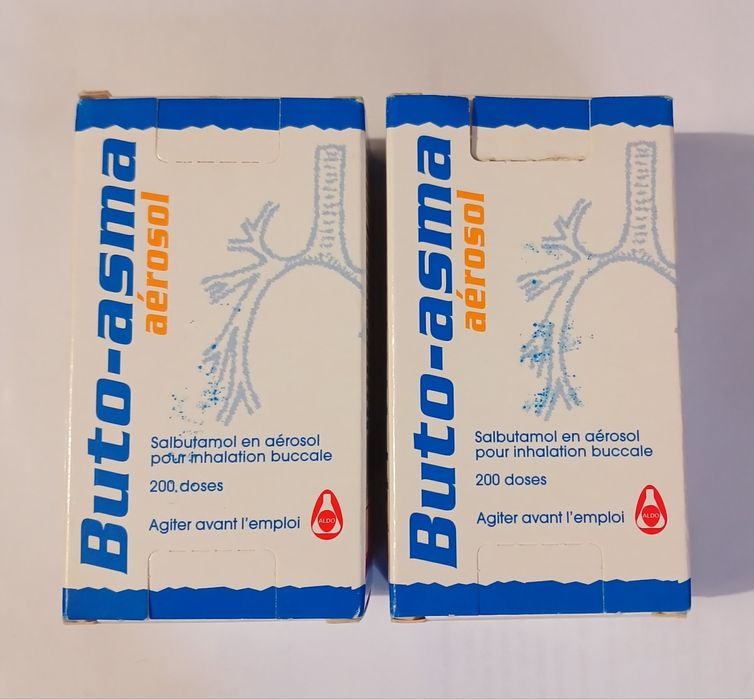 Buto-asma
aérosol
Salbutamol en aérosol
pour inhalation buccale
200 doses
Agiter avant l'emploi
ALDO
Buto-asma
aérosol
Salbutamol en aérosol
pour inhalation buccale
200 doses
Agiter avant l'emploi
ALDO